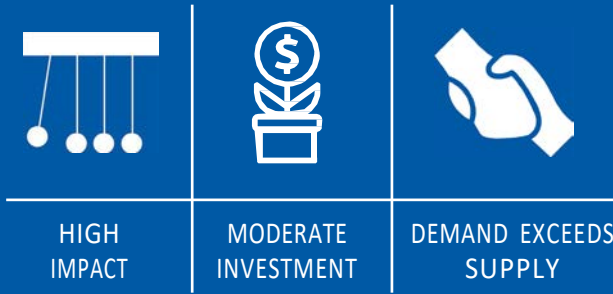 $
HIGH
IMPACT
MODERATE
INVESTMENT
DEMAND EXCEEDS
SUPPLY